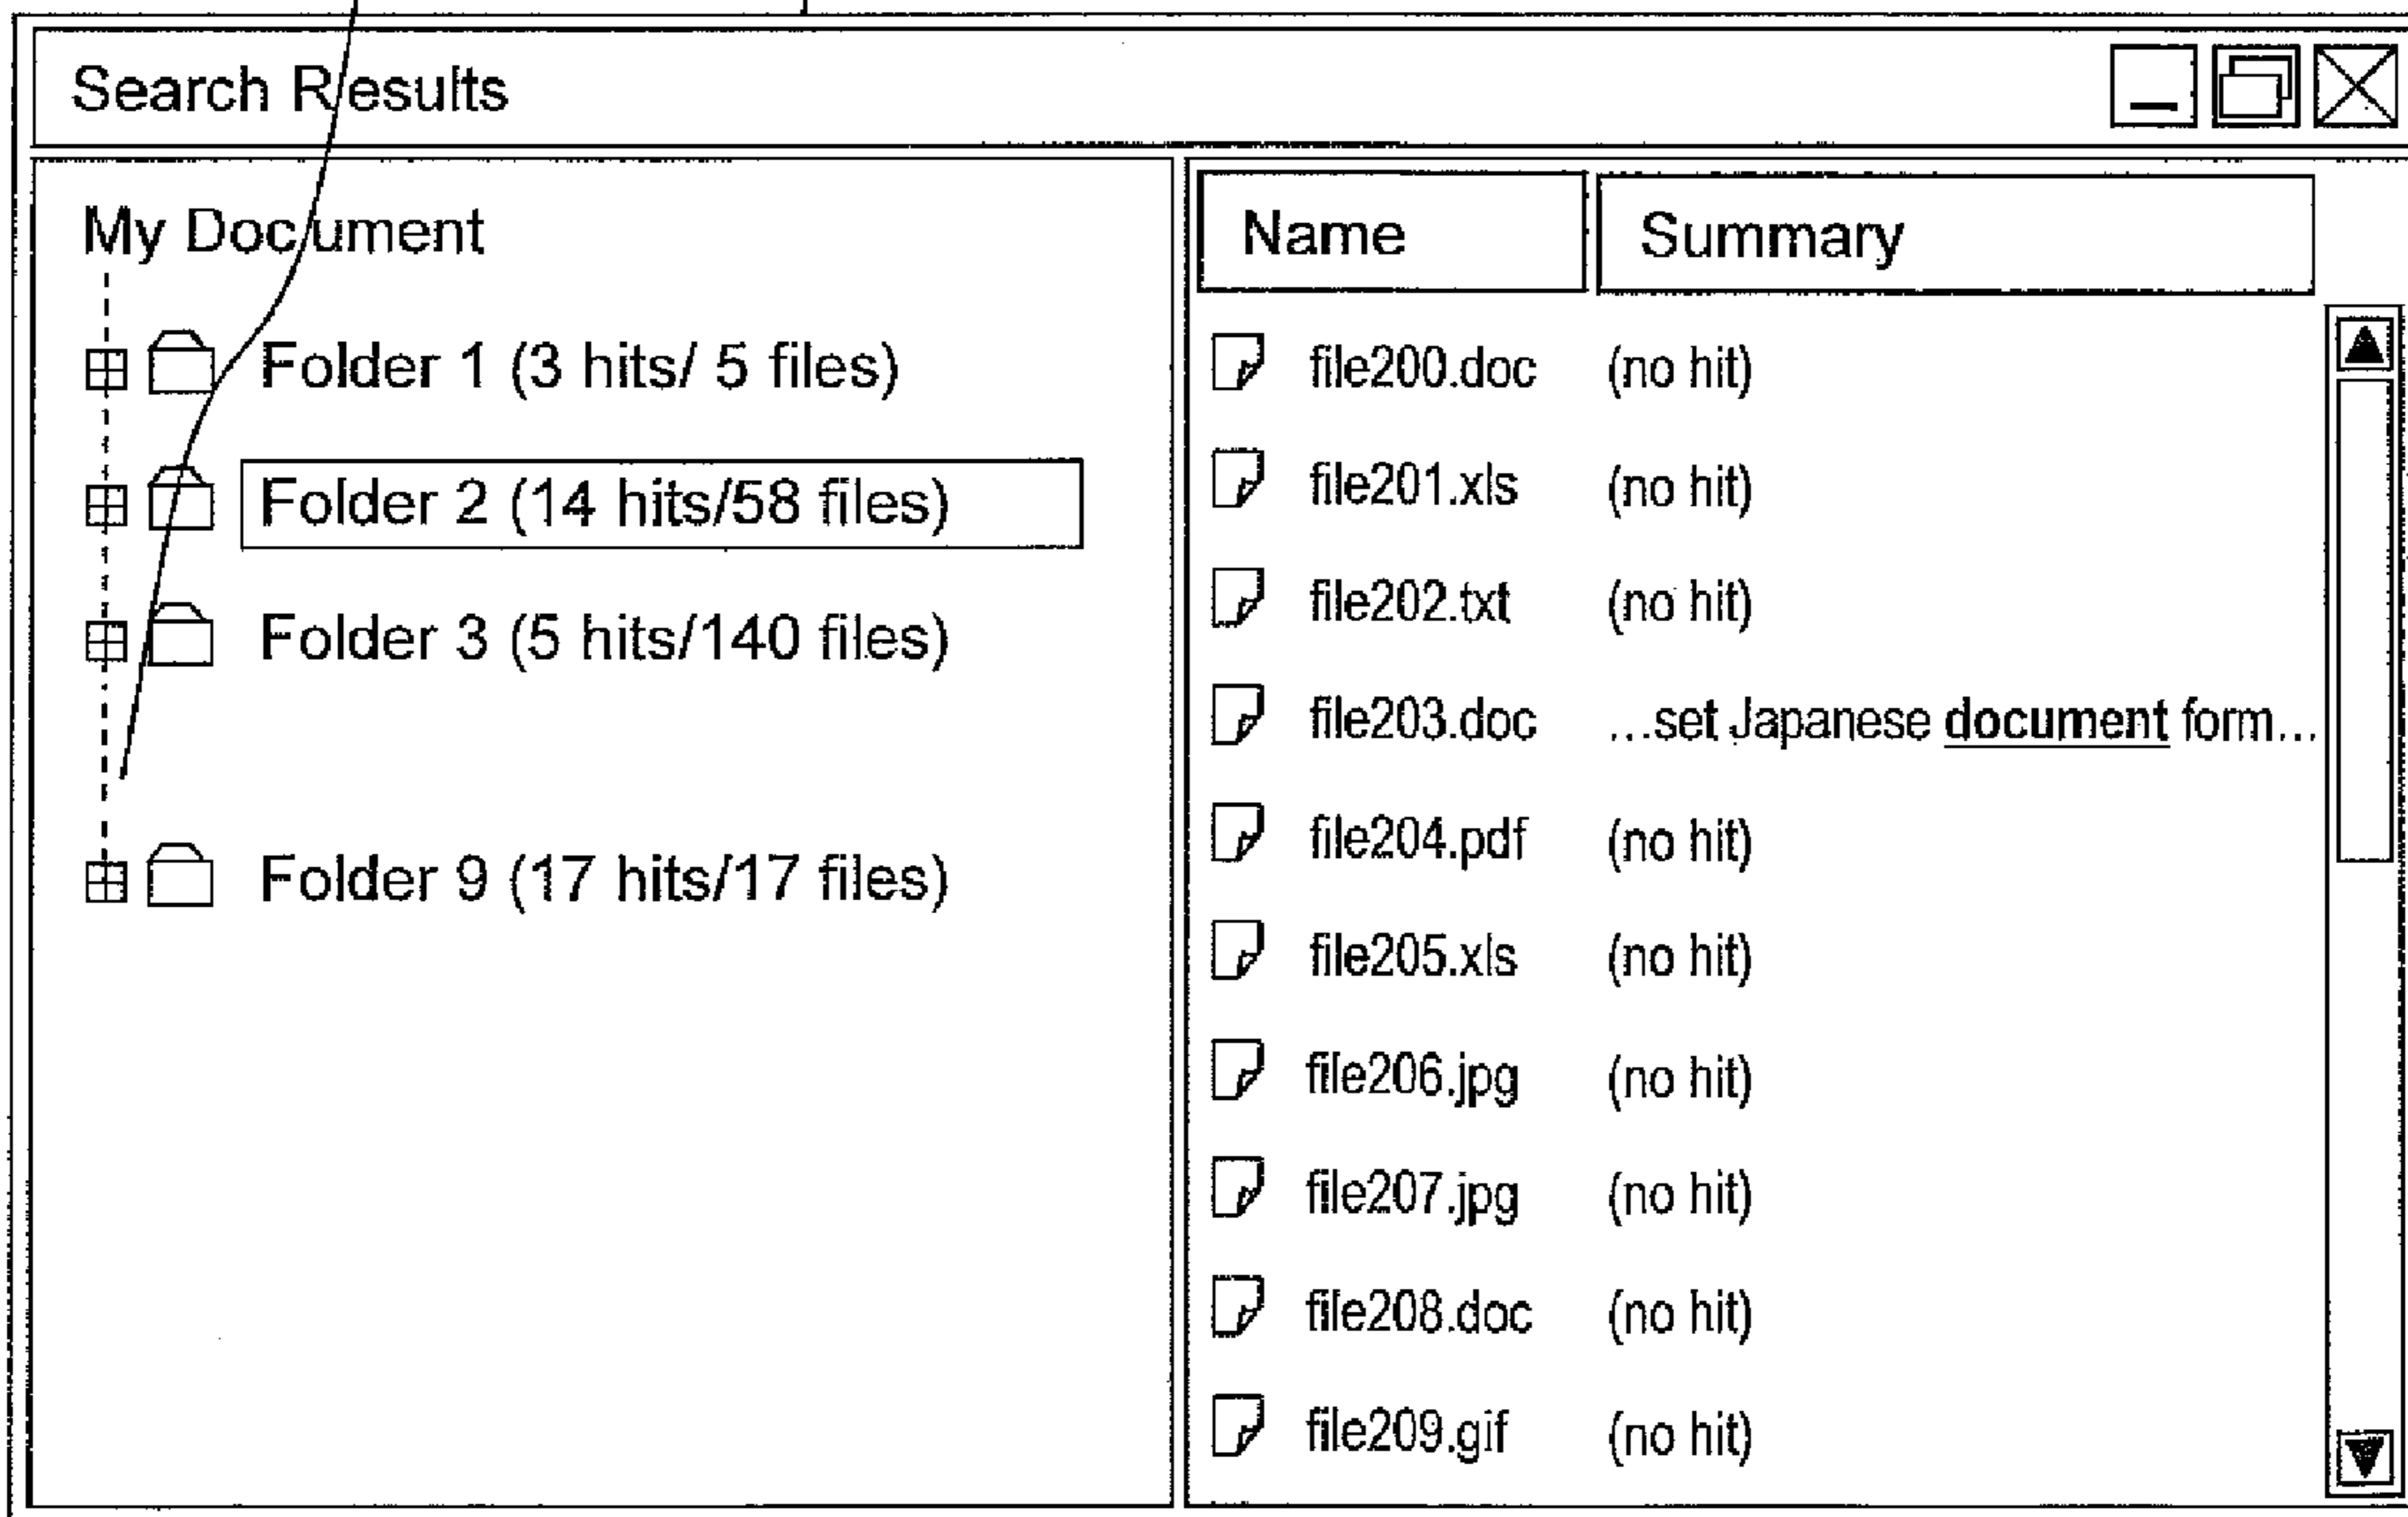 Search Results
My Document
Folder 1 (3 hits/ 5 files)
Folder 2 (14 hits/58 files)
Folder 3 (5 hits/140 files)
Folder 9 (17 hits/17 files)
Name Summary
file200.doc (no hit)
file201.xls (no hit)
file202.txt (no hit)
file203.doc ...set Japanese document form...
file204.pdf (no hit)
file205.xls (no hit)
file206.jpg (no hit)
file207.jpg (no hit)
file208.doc (no hit)
file209.gif (no hit)